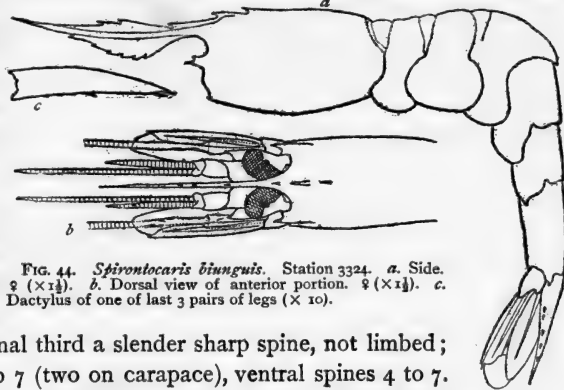 a
c
b
FIG. 44. Spirontocaris biunguis. Station 3324. a. Side.
♀ (×1½). b. Dorsal view of anterior portion. ♀ (×1½). c.
Dactylus of one of last 3 pairs of legs (× 10).
nal third a slender sharp spine, not limbed;
7 (two on carapace), ventral spines 4 to 7.